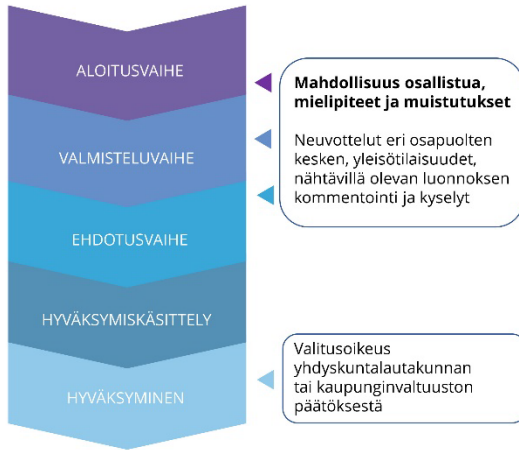 ALOITUSVAIHE
Mahdollisuus osallistua,
mielipiteet ja muistutukset
Neuvottelut eri osapuolten
kesken, yleisötilaisuudet,
nähtävillä olevan luonnoksen
kommentointi ja kyselyt
VALMISTELUVAIHE
EHDOTUSVAIHE
HYVÄKSYMISKÄSITTELY
Valitusoikeus
yhdyskuntalautakunnan
tai kaupunginvaltuuston
päätöksestä
HYVÄKSYMINEN